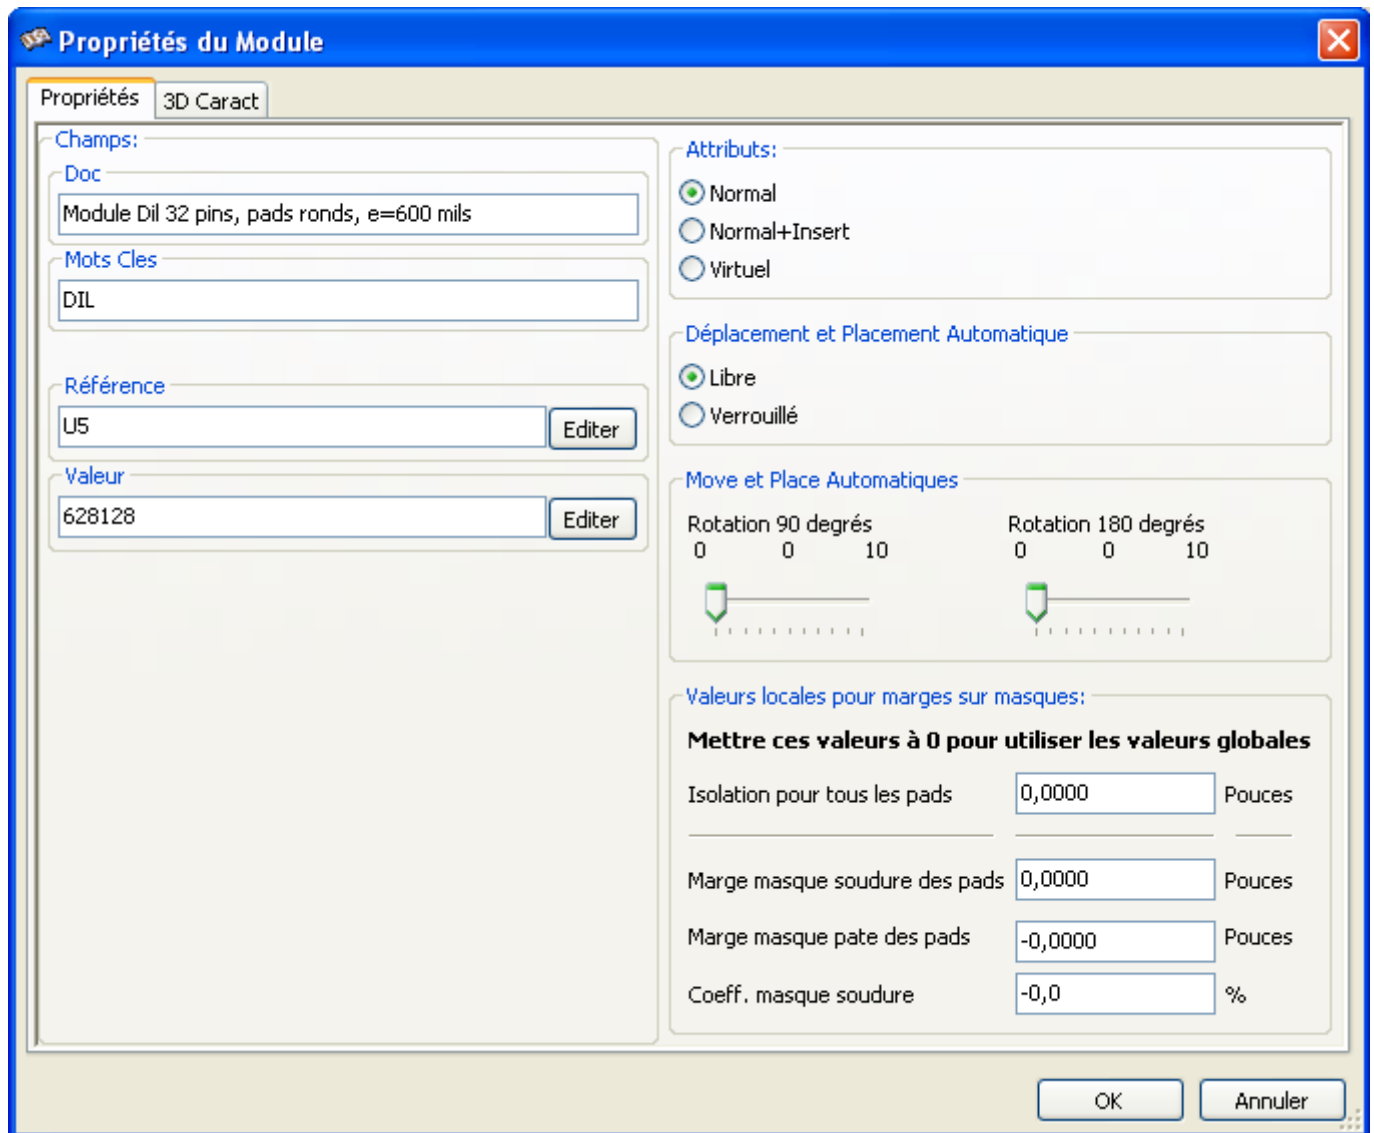 Propriétés du Module
Propriétés
3D Caract
Champs:
Doc
Module Dil 32 pins, pads ronds, e=600 mils
Mots Cles
DIL
Référence
U5
Editer
Valeur
628128
Editer
Attributs:
Normal
Normal+Insert
Virtuel
Déplacement et Placement Automatique
Libre
Verrouillé
Move et Place Automatiques
Rotation 90 degrés
0 0 10
Rotation 180 degrés
0 0 10
Valeurs locales pour marges sur masques:
Mettre ces valeurs à 0 pour utiliser les valeurs globales
Isolation pour tous les pads 0,0000 Pouces
Marge masque soudure des pads 0,0000 Pouces
Marge masque pate des pads -0,0000 Pouces
Coeff. masque soudure -0,0 %
OK
Annuler